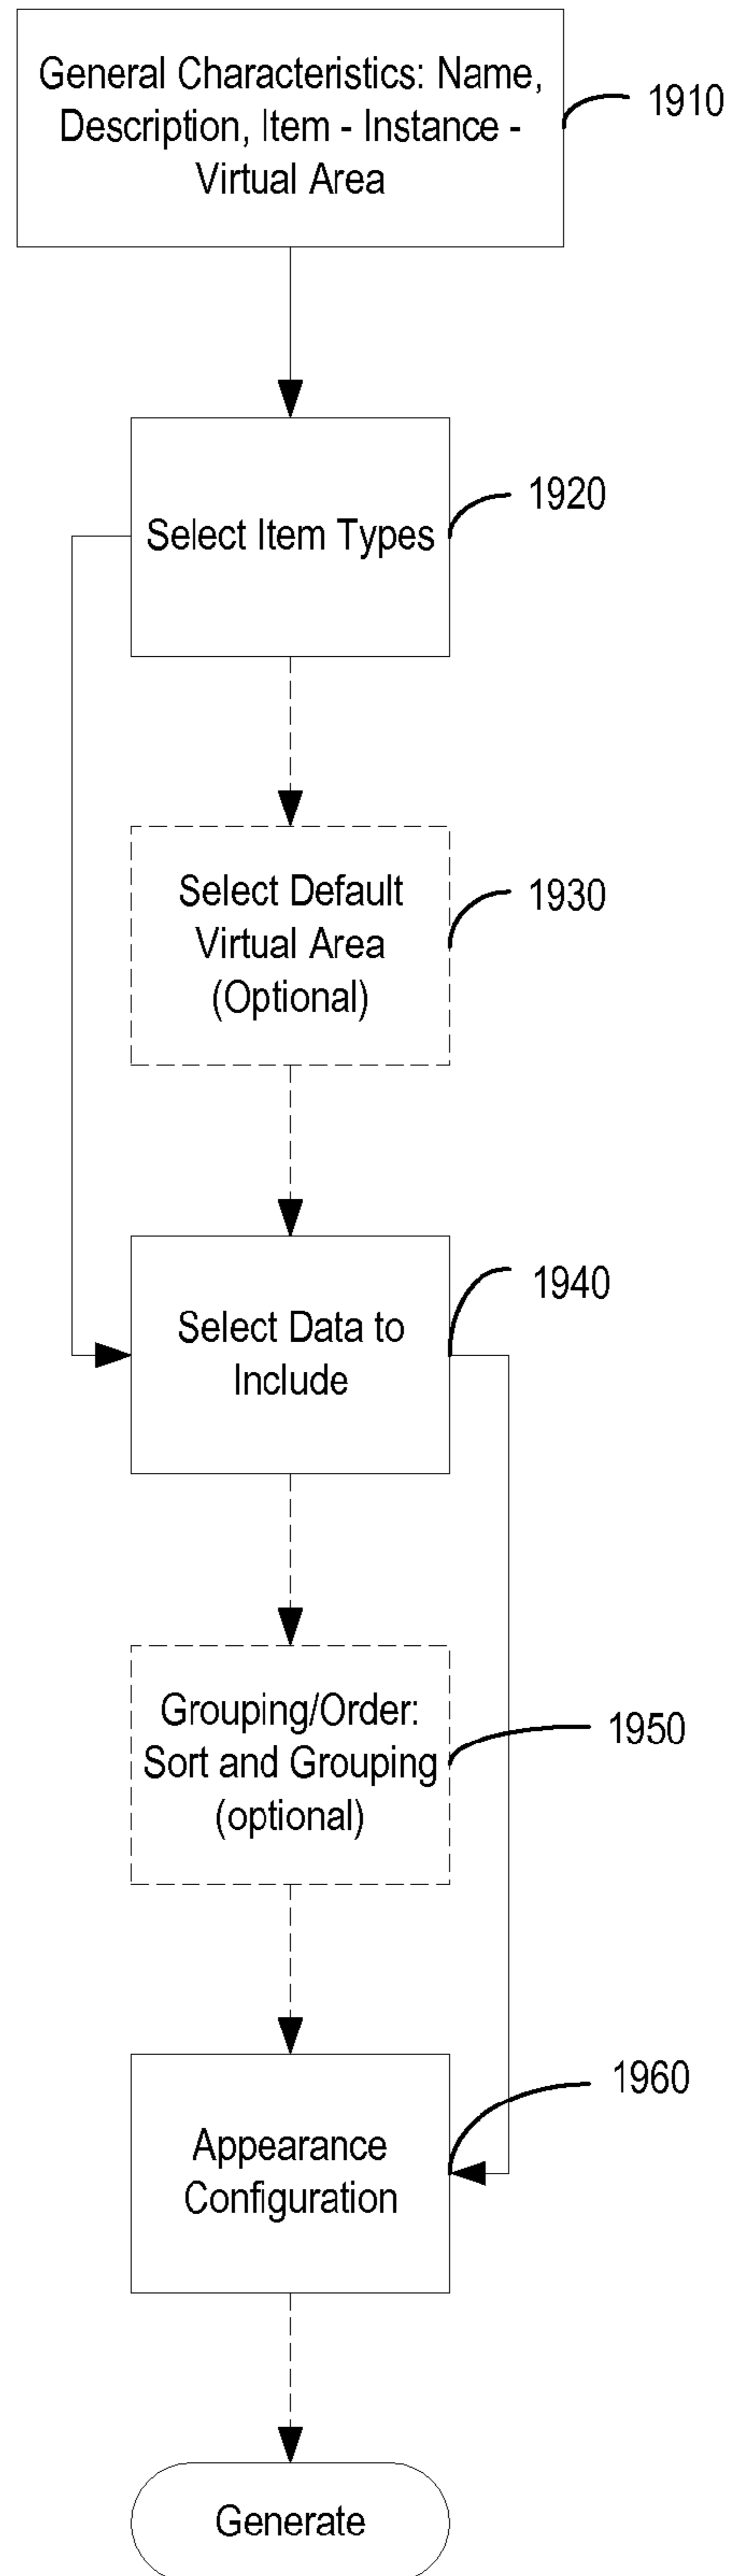 General Characteristics: Name,
Description, Item - Instance -
Virtual Area
1910
Select Item Types
1920
Select Default
Virtual Area
(Optional)
1930
Select Data to
Include
1940
Grouping/Order:
Sort and Grouping
(optional)
1950
Appearance
Configuration
1960
Generate